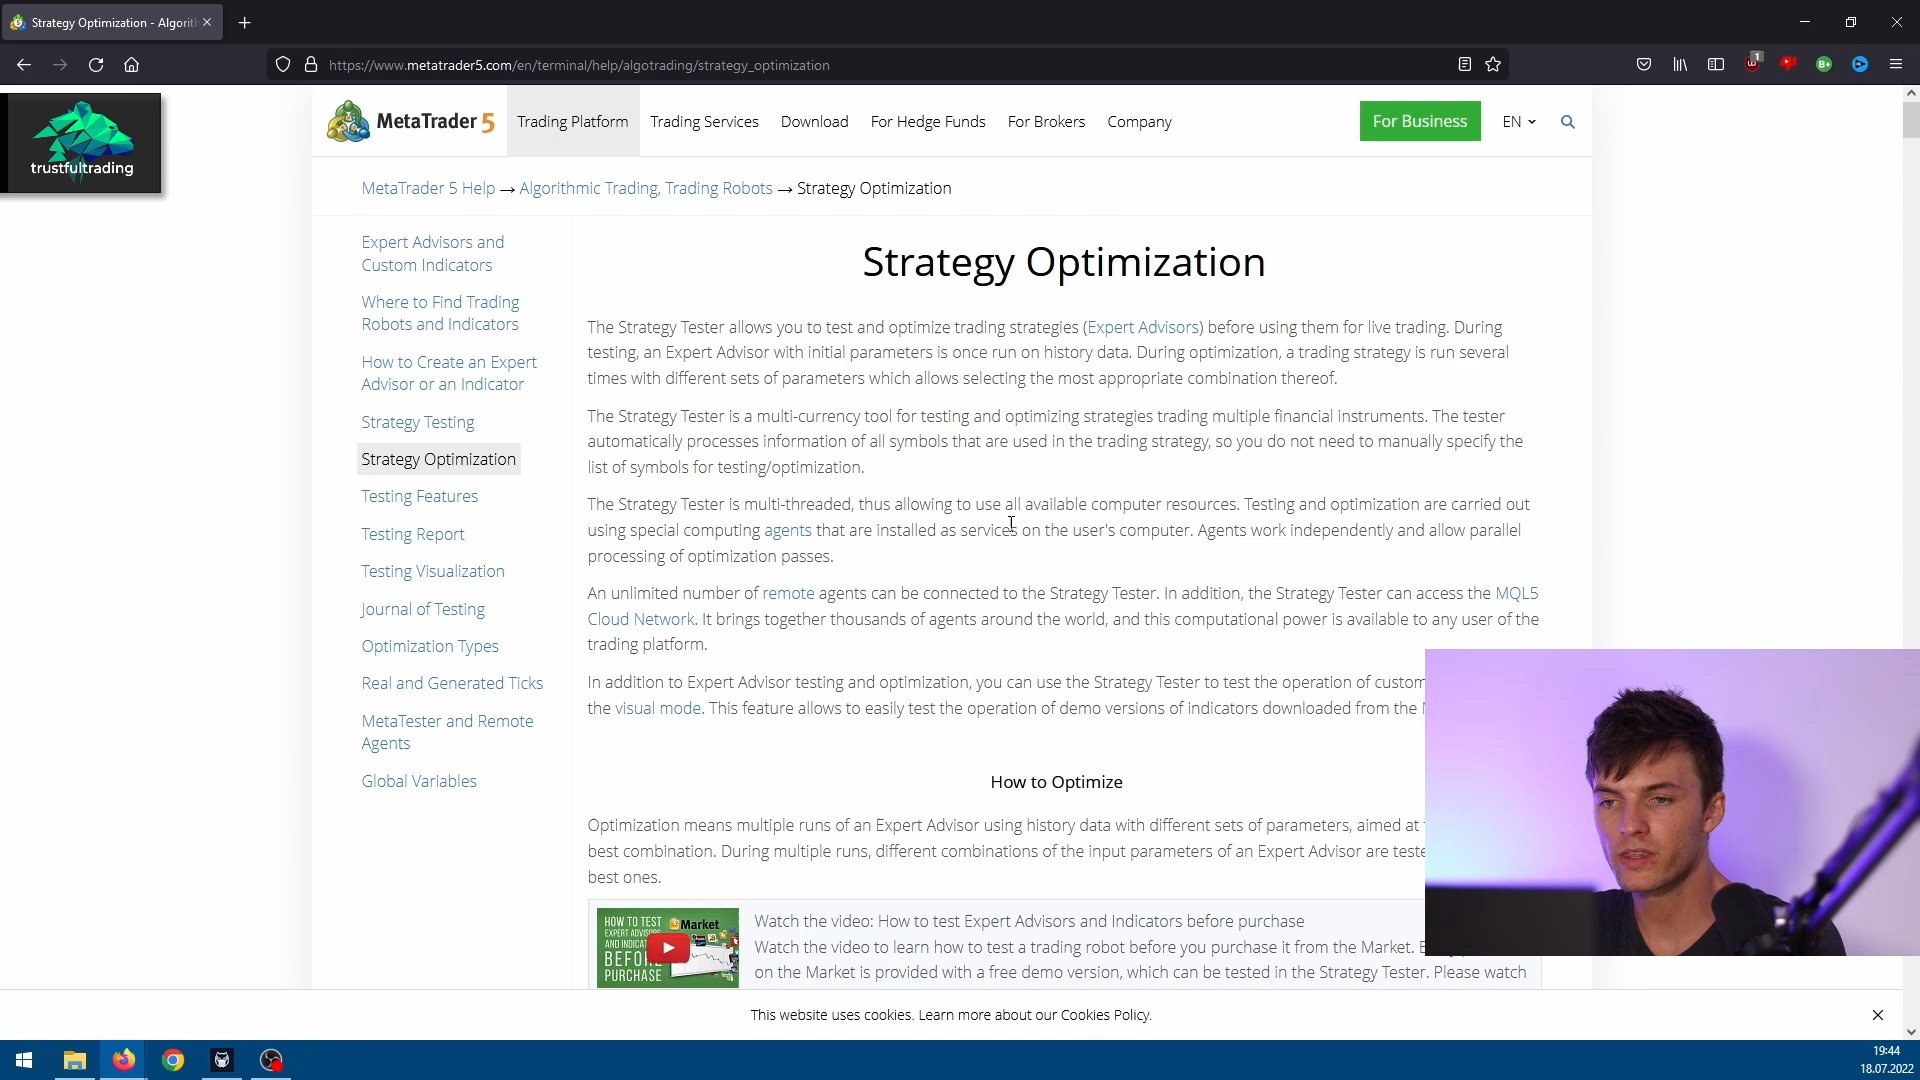 Strategy Optimization - Algorith
https://www.metatrader5.com/en/terminal/help/algotrading/strategy_optimization
1
trustfultrading
MetaTrader 5
Trading Platform
Trading Services
Download
For Hedge Funds
For Brokers
Company
For Business
EN
MetaTrader 5 Help → Algorithmic Trading, Trading Robots → Strategy Optimization
Expert Advisors and
Custom Indicators
Where to Find Trading
Robots and Indicators
How to Create an Expert
Advisor or an Indicator
Strategy Testing
Strategy Optimization
Testing Features
Testing Report
Testing Visualization
Journal of Testing
Optimization Types
Real and Generated Ticks
MetaTester and Remote
Agents
Global Variables
Strategy Optimization
The Strategy Tester allows you to test and optimize trading strategies (Expert Advisors) before using them for live trading. During
testing, an Expert Advisor with initial parameters is once run on history data. During optimization, a trading strategy is run several
times with different sets of parameters which allows selecting the most appropriate combination thereof.
The Strategy Tester is a multi-currency tool for testing and optimizing strategies trading multiple financial instruments. The tester
automatically processes information of all symbols that are used in the trading strategy, so you do not need to manually specify the
list of symbols for testing/optimization.
The Strategy Tester is multi-threaded, thus allowing to use all available computer resources. Testing and optimization are carried out
using special computing agents that are installed as services on the user's computer. Agents work independently and allow parallel
processing of optimization passes.
An unlimited number of remote agents can be connected to the Strategy Tester. In addition, the Strategy Tester can access the MQL5
Cloud Network. It brings together thousands of agents around the world, and this computational power is available to any user of the
trading platform.
In addition to Expert Advisor testing and optimization, you can use the Strategy Tester to test the operation of custom
the visual mode. This feature allows to easily test the operation of demo versions of indicators downloaded from the
How to Optimize
Optimization means multiple runs of an Expert Advisor using history data with different sets of parameters, aimed at
best combination. During multiple runs, different combinations of the input parameters of an Expert Advisor are teste
best ones.
HOW TO TEST
EXPERT ADVISORS
AND INDICAT
BEFOR
PURCHASE
Market
Watch the video: How to test Expert Advisors and Indicators before purchase
Watch the video to learn how to test a trading robot before you purchase it from the Market.
on the Market is provided with a free demo version, which can be tested in the Strategy Tester. Please watch
This website uses cookies. Learn more about our Cookies Policy.
19:44
18.07.2022